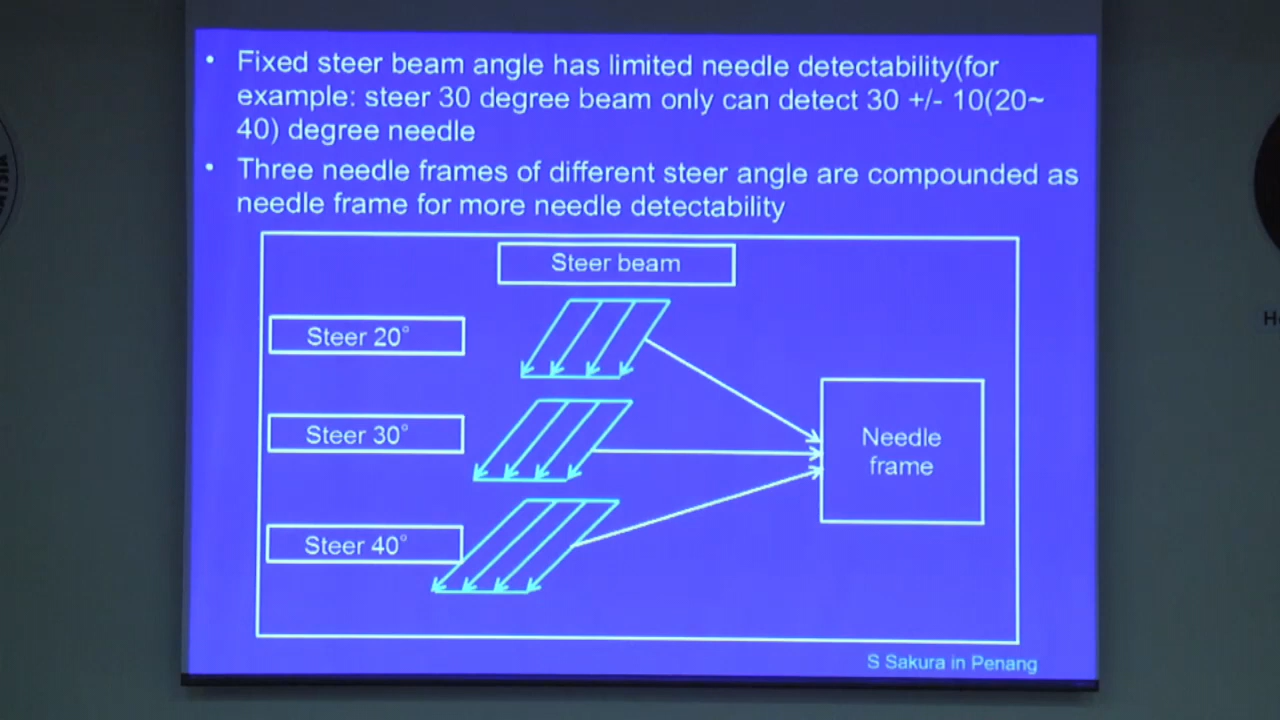 • Fixed steer beam angle has limited needle detectability(for
example: steer 30 degree beam only can detect 30 +/- 10(20~
40) degree needle
• Three needle frames of different steer angle are compounded as
needle frame for more needle detectability
Steer beam
Steer 20°
Steer 30°
Steer 40°
Needle
frame
S Sakura in Penang